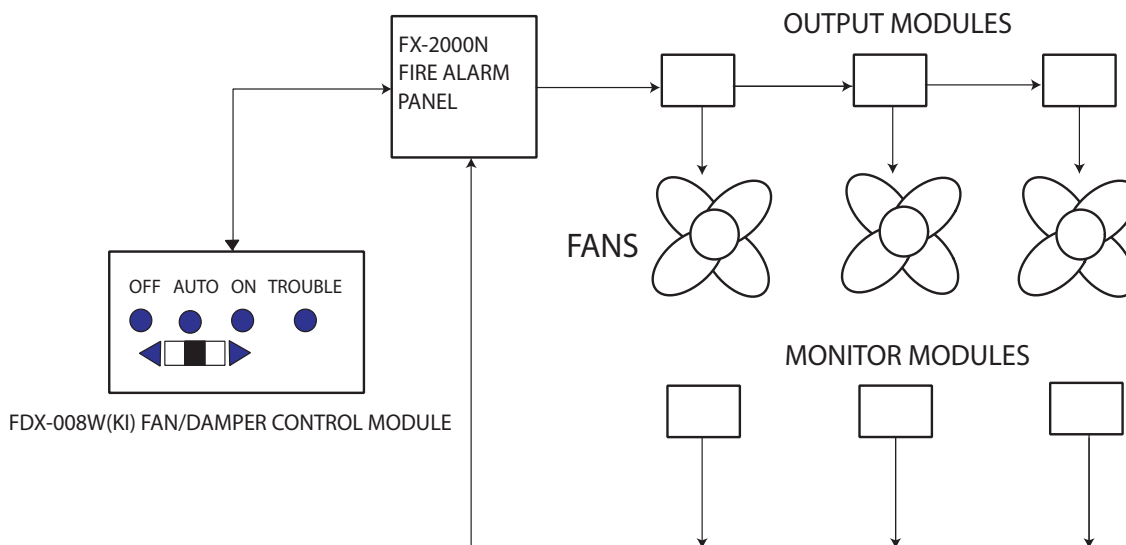 OUTPUT MODULES
FX-2000N
FIRE ALARM
PANEL
FANS
OFF AUTO ON TROUBLE
MONITOR MODULES
FDX-008W(KI) FAN/DAMPER CONTROL MODULE